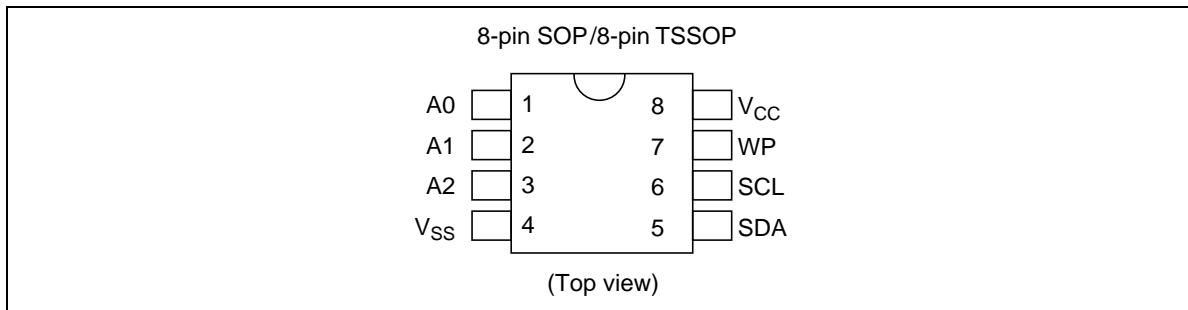 8-pin SOP/8-pin TSSOP
A0 1 8 VCC
A1 2 7 WP
A2 3 6 SCL
VSS 4 5 SDA
(Top view)